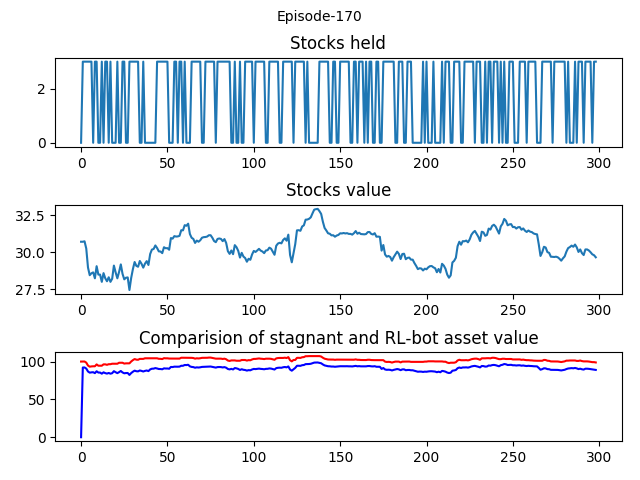 Episode-170
Stocks held
2
0
0 50 100 150 200 250 300
Stocks value
32.5
30.0
27.5
0 50 100 150 200 250 300
Comparision of stagnant and RL-bot asset value
100
50
0
0 50 100 150 200 250 300